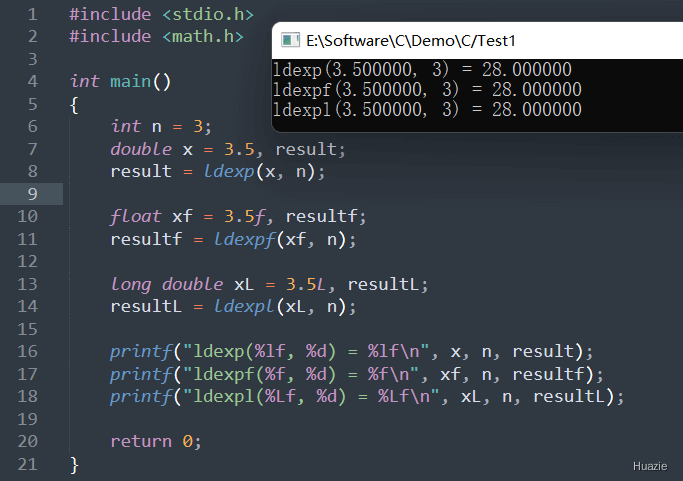 1 #include <stdio.h>
2 #include <math.h>
3
4 int main()
5 {
6 int n = 3;
7 double x = 3.5, result;
8 result = ldexp(x, n);
9
10 float xf = 3.5f, resultf;
11 resultf = ldexpf(xf, n);
12
13 long double xL = 3.5L, resultL;
14 resultL = ldexpl(xL, n);
15
16 printf("ldexp(%lf, %d) = %lf\n", x, n, result);
17 printf("ldexpf(%f, %d) = %f\n", xf, n, resultf);
18 printf("ldexpl(%Lf, %d) = %Lf\n", xL, n, resultL);
19
20 return 0;
21 }
E:\Software\C\Demo\C/Test1
ldexp(3.500000, 3) = 28.000000
ldexpf(3.500000, 3) = 28.000000
ldexpl(3.500000, 3) = 28.000000
Huazie